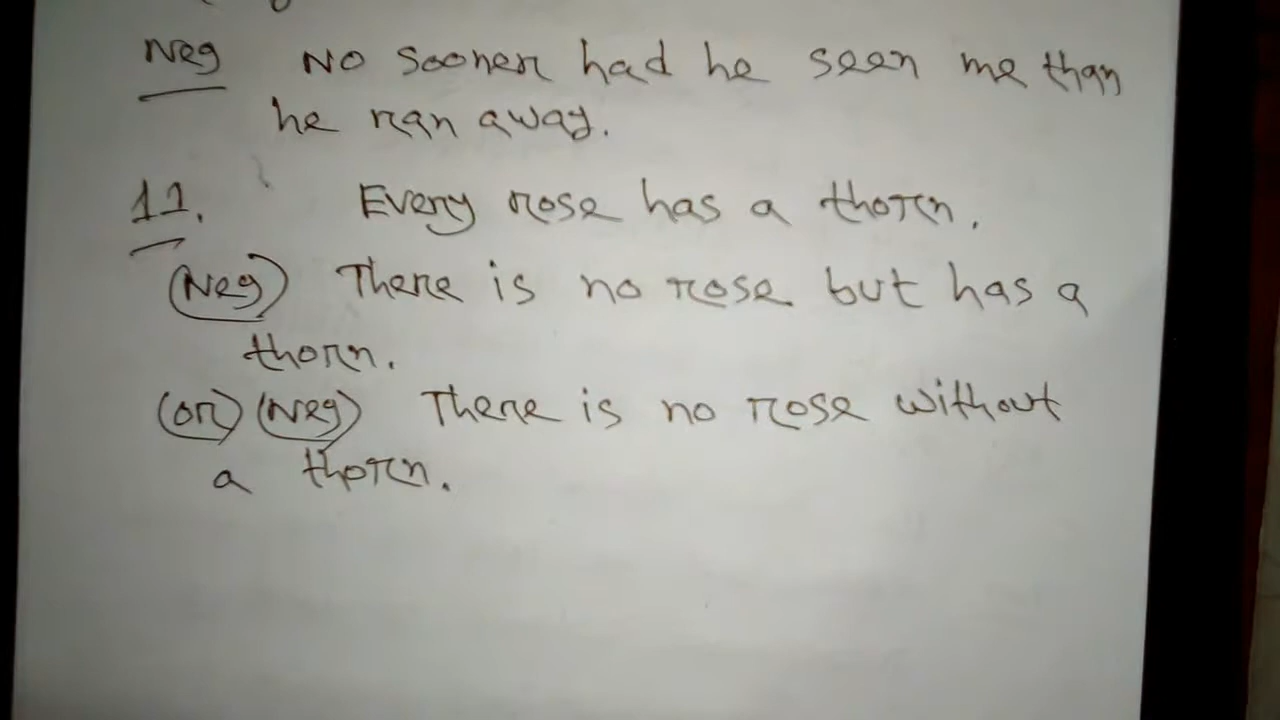 Neg No sooner had he seen me than
he ran away.
11. Every rose has a thorn.
(Neg) There is no rose but has a
thorn.
(or) (Neg) There is no rose without
a thorn.